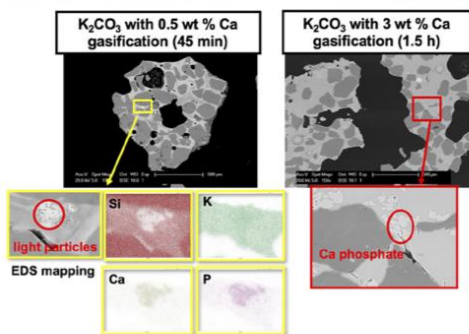 K₂CO₃ with 0.5 wt % Ca
gasification (45 min)
K₂CO₃ with 3 wt % Ca
gasification (1.5 h)
light particles
EDS mapping
Si
K
Ca
P
Ca phosphate